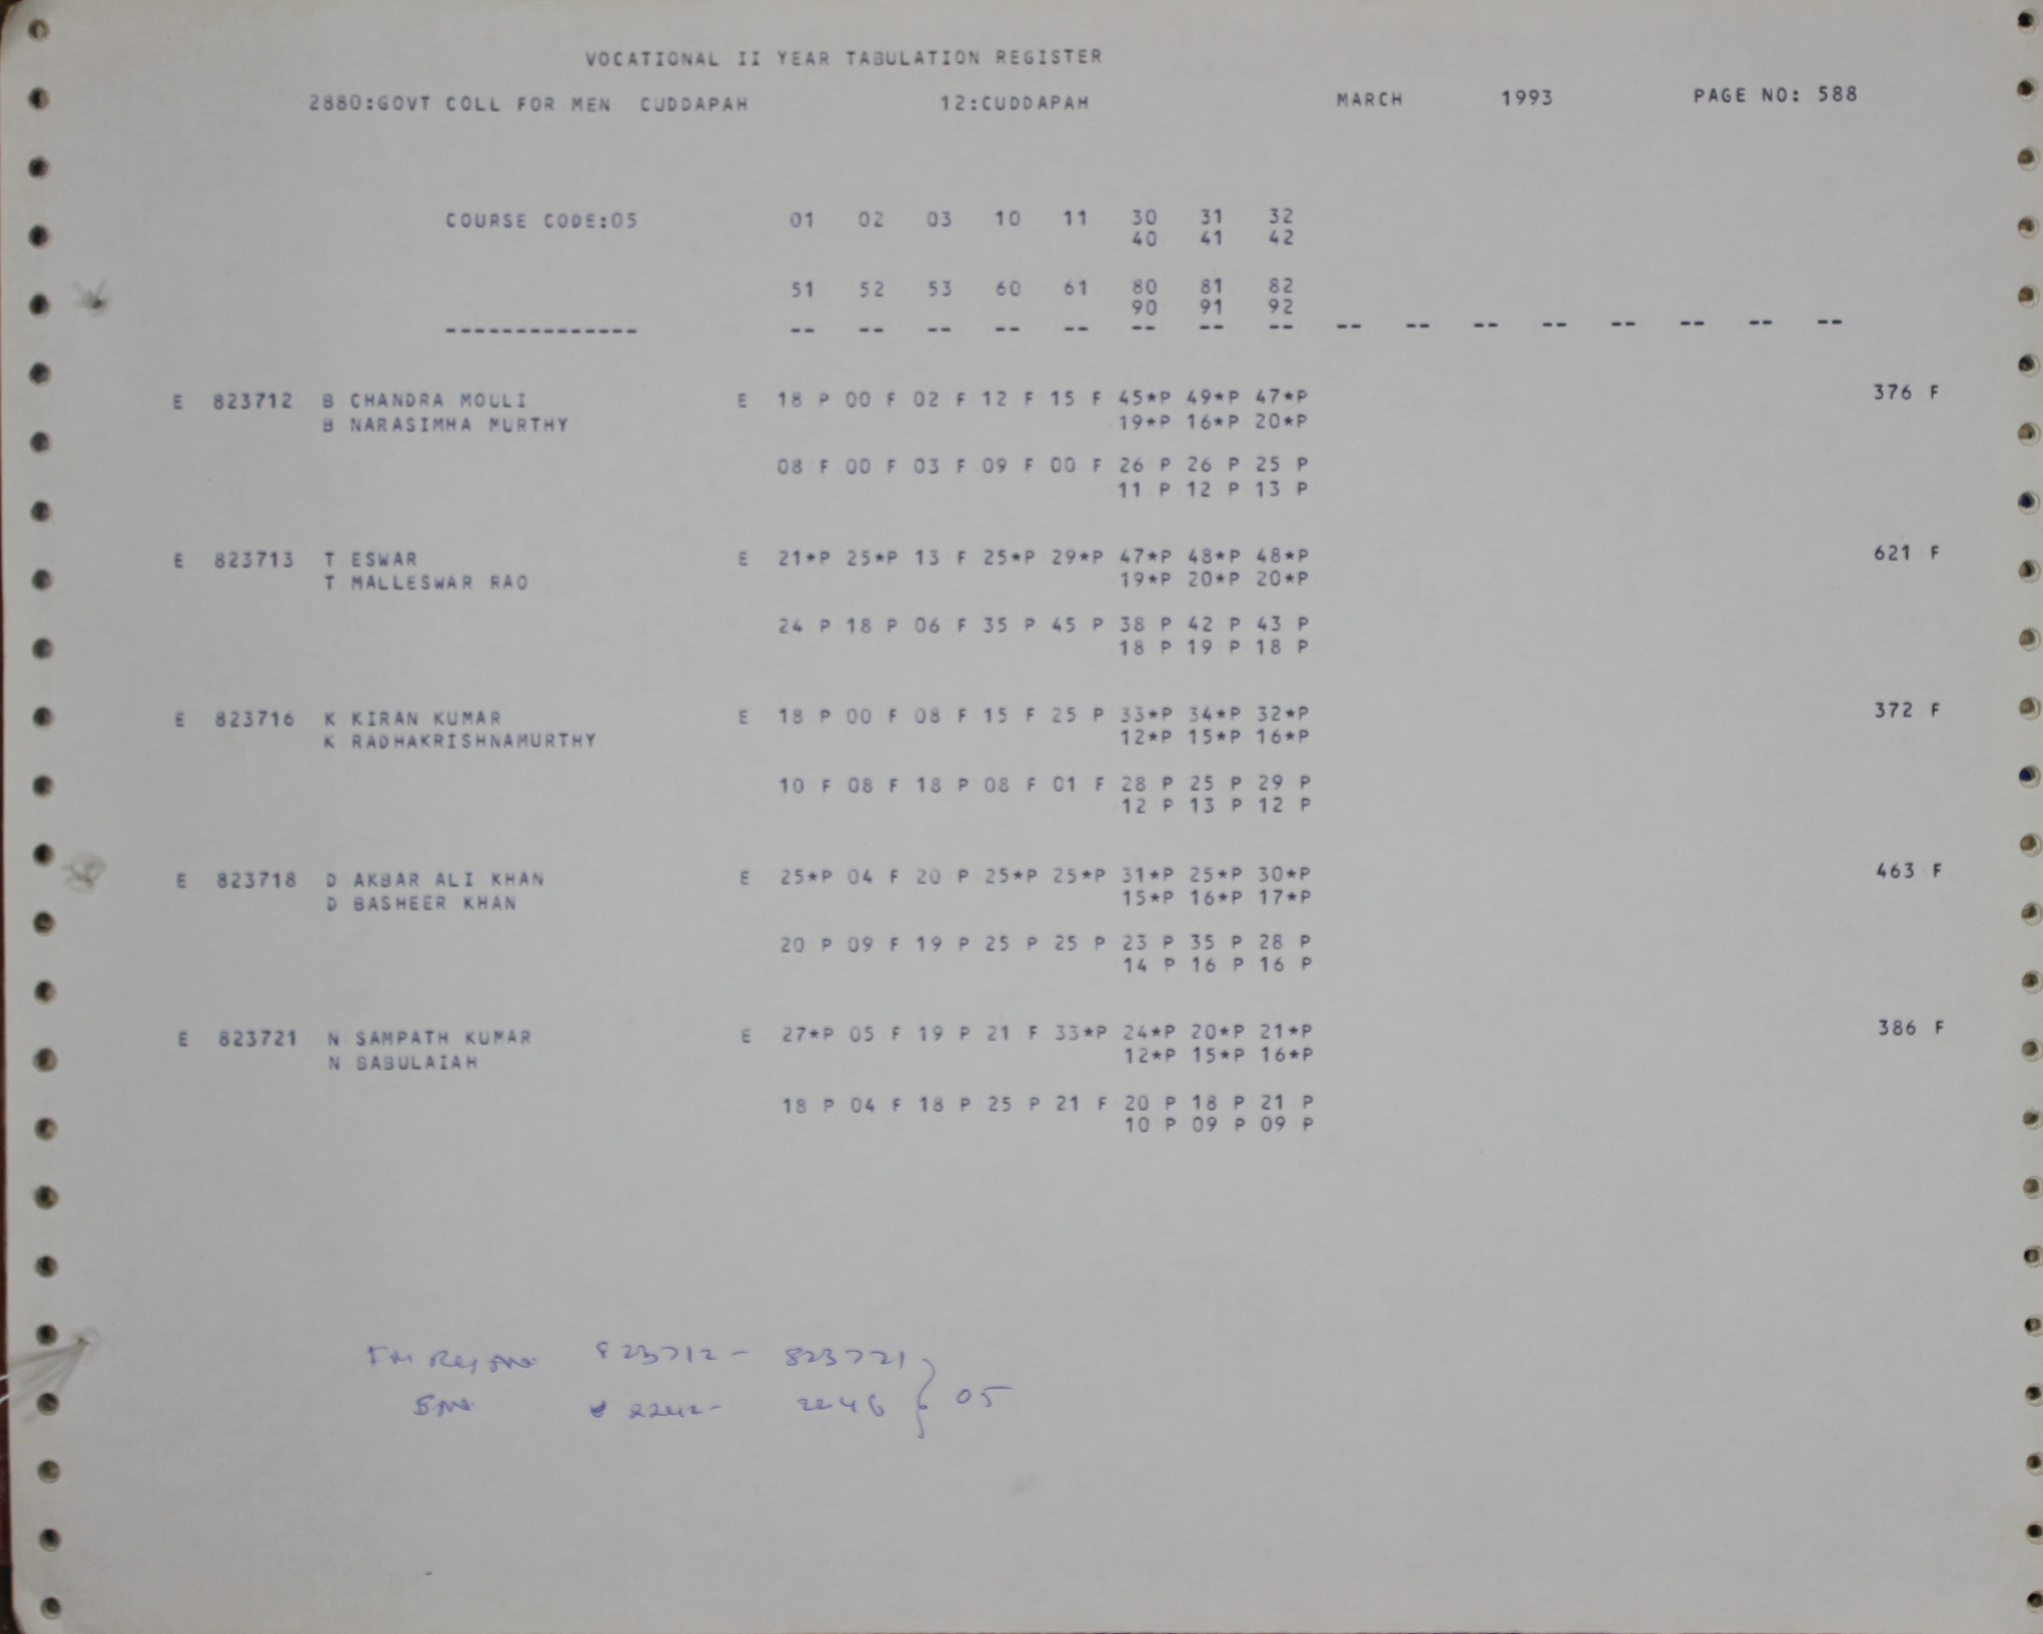 VOCATIONAL II YEAR TABULATION REGISTER
2880:GOVT COLL FOR MEN CUDDAPAH 12:CUDDAPAH MARCH 1993 PAGE NO: 588
COURSE CODE:05 01 02 03 10 11 30 31 32
40 41 42
51 52 53 60 61 80 81 82
90 91 92
-------------- -- -- -- -- -- -- -- -- -- -- -- -- -- -- -- --
E 823712 B CHANDRA MOULI E 18 P 00 F 02 F 12 F 15 F 45*P 49*P 47*P 376 F
B NARASIMHA MURTHY 19*P 16*P 20*P
08 F 00 F 03 F 09 F 00 F 26 P 26 P 25 P
11 P 12 P 13 P
E 823713 T ESWAR E 21*P 25*P 13 F 25*P 29*P 47*P 48*P 48*P 621 F
T MALLESWAR RAO 19*P 20*P 20*P
24 P 18 P 06 F 35 P 45 P 38 P 42 P 43 P
18 P 19 P 18 P
E 823716 K KIRAN KUMAR E 18 P 00 F 08 F 15 F 25 P 33*P 34*P 32*P 372 F
K RADHAKRISHNAMURTHY 12*P 15*P 16*P
10 F 08 F 18 P 08 F 01 F 28 P 25 P 29 P
12 P 13 P 12 P
E 823718 D AKBAR ALI KHAN E 25*P 04 F 20 P 25*P 25*P 31*P 25*P 30*P 463 F
D BASHEER KHAN 15*P 16*P 17*P
20 P 09 F 19 P 25 P 25 P 23 P 35 P 28 P
14 P 16 P 16 P
E 823721 N SAMPATH KUMAR E 27*P 05 F 19 P 21 F 33*P 24*P 20*P 21*P 386 F
N BABULAIAH 12*P 15*P 16*P
18 P 04 F 18 P 25 P 21 F 20 P 18 P 21 P
10 P 09 P 09 P
823712 - 823721
2242- 2246 } 05